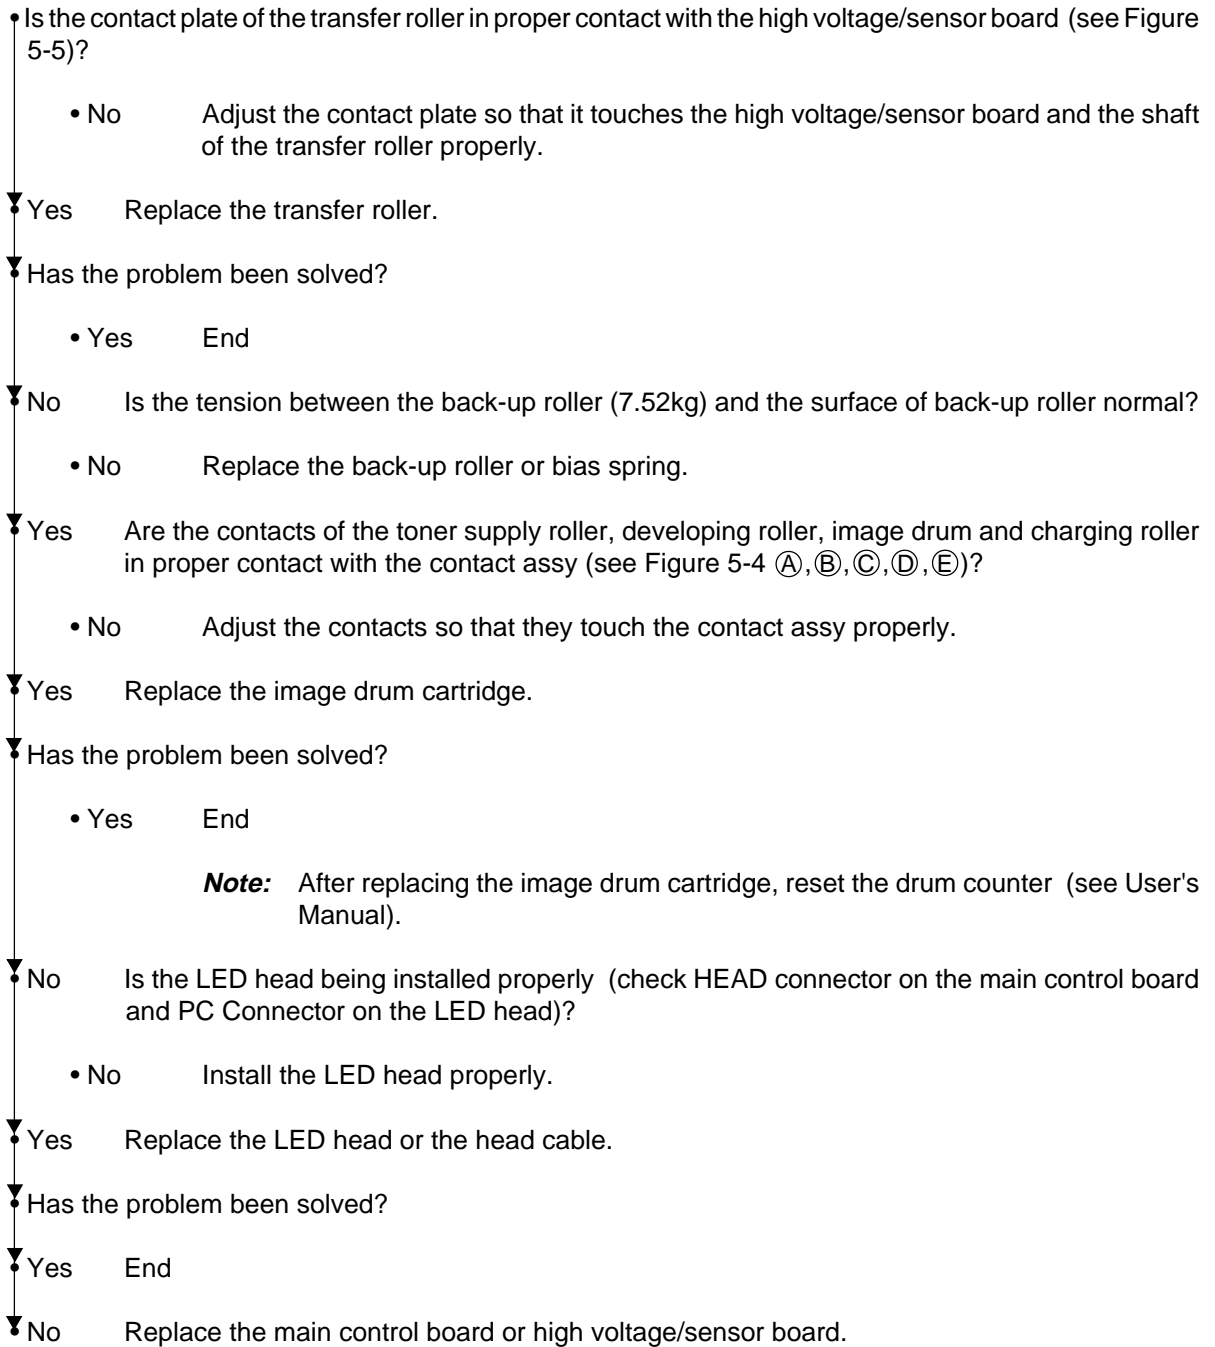 • Is the contact plate of the transfer roller in proper contact with the high voltage/sensor board (see Figure
5-5)?
• No Adjust the contact plate so that it touches the high voltage/sensor board and the shaft
of the transfer roller properly.
• Yes Replace the transfer roller.
• Has the problem been solved?
• Yes End
• No Is the tension between the back-up roller (7.52kg) and the surface of back-up roller normal?
• No Replace the back-up roller or bias spring.
• Yes Are the contacts of the toner supply roller, developing roller, image drum and charging roller
in proper contact with the contact assy (see Figure 5-4 Ⓐ,Ⓑ,Ⓒ,Ⓓ,Ⓔ)?
• No Adjust the contacts so that they touch the contact assy properly.
• Yes Replace the image drum cartridge.
• Has the problem been solved?
• Yes End
Note: After replacing the image drum cartridge, reset the drum counter (see User's
Manual).
• No Is the LED head being installed properly (check HEAD connector on the main control board
and PC Connector on the LED head)?
• No Install the LED head properly.
• Yes Replace the LED head or the head cable.
• Has the problem been solved?
• Yes End
• No Replace the main control board or high voltage/sensor board.